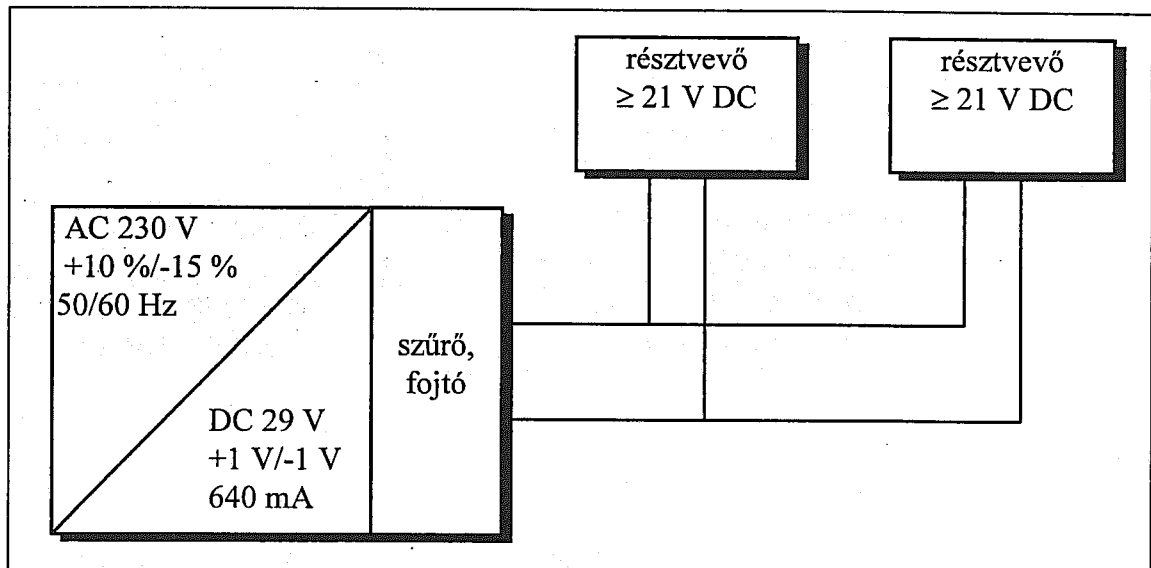 résztvevő
≥ 21 V DC
résztvevő
≥ 21 V DC
AC 230 V
+10 %/-15 %
50/60 Hz
szűrő,
fojtó
DC 29 V
+1 V/-1 V
640 mA